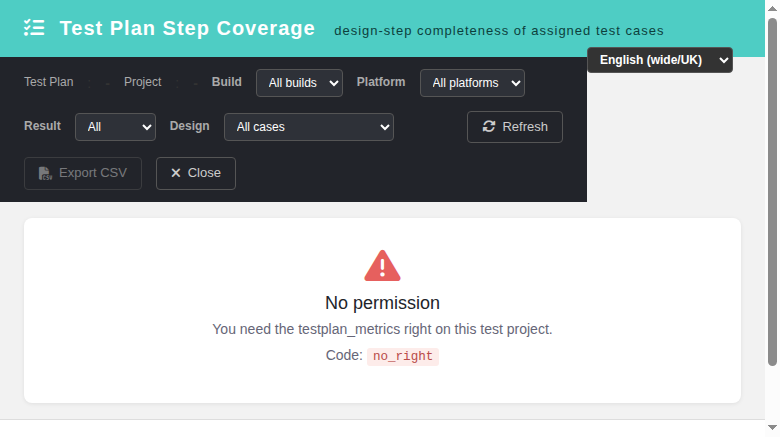 Test Plan Step Coverage design-step completeness of assigned test cases
English (wide/UK)
Test Plan : - Project : - Build All builds Platform All platforms
Result All Design All cases Refresh
Export CSV Close
No permission
You need the testplan_metrics right on this test project.
Code: no_right